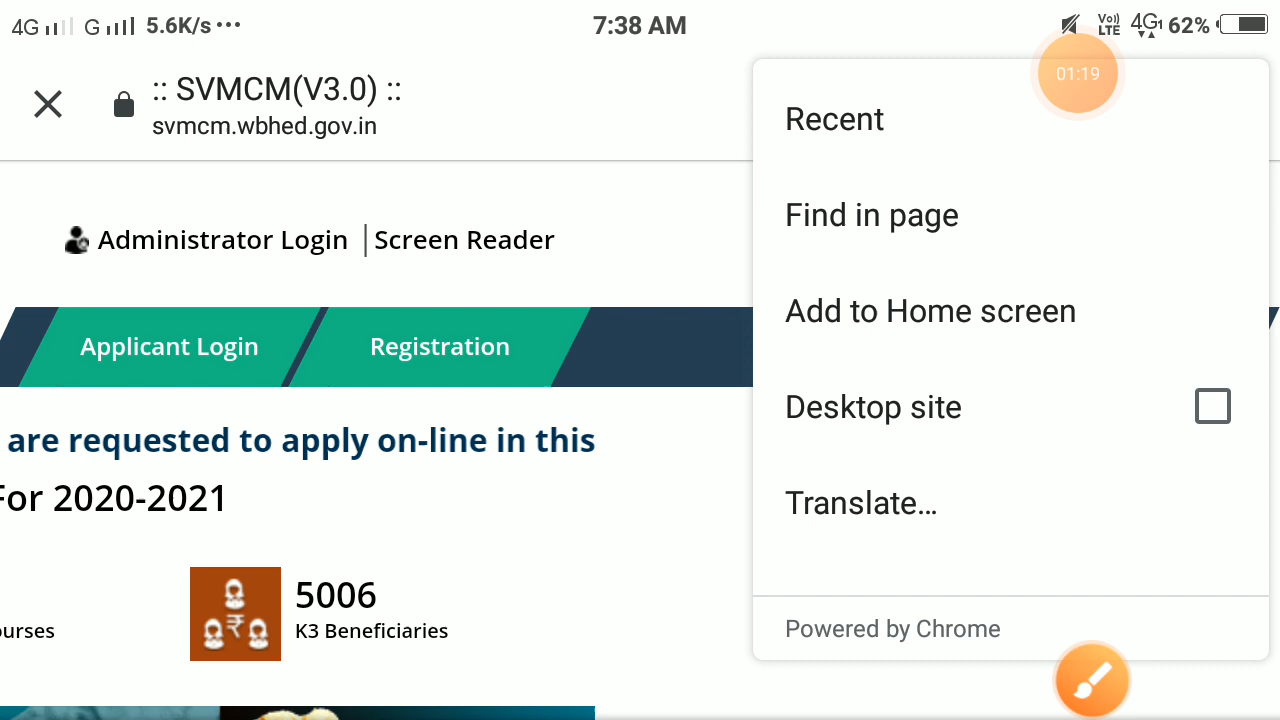 4G G 5.6K/s ... 7:38 AM Vo)) LTE 4G1 62%
:: SVMCM(V3.0) ::
svmcm.wbhed.gov.in
01:19
Recent
Find in page
Add to Home screen
Desktop site
Translate...
Powered by Chrome
Administrator Login | Screen Reader
Applicant Login Registration
are requested to apply on-line in this
For 2020-2021
5006
K3 Beneficiaries